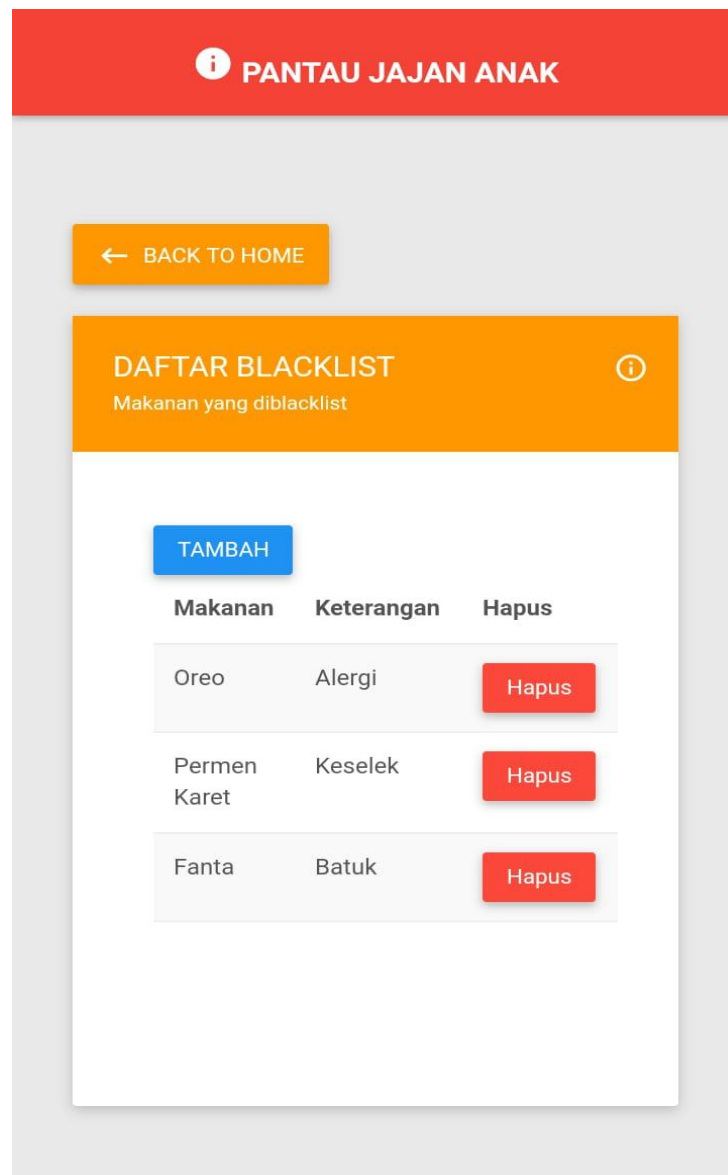 PANTAU JAJAN ANAK
BACK TO HOME
DAFTAR BLACKLIST
Makanan yang diblacklist
TAMBAH
Makanan Keterangan Hapus
Oreo Alergi Hapus
Permen Keselek Hapus
Karet
Fanta Batuk Hapus